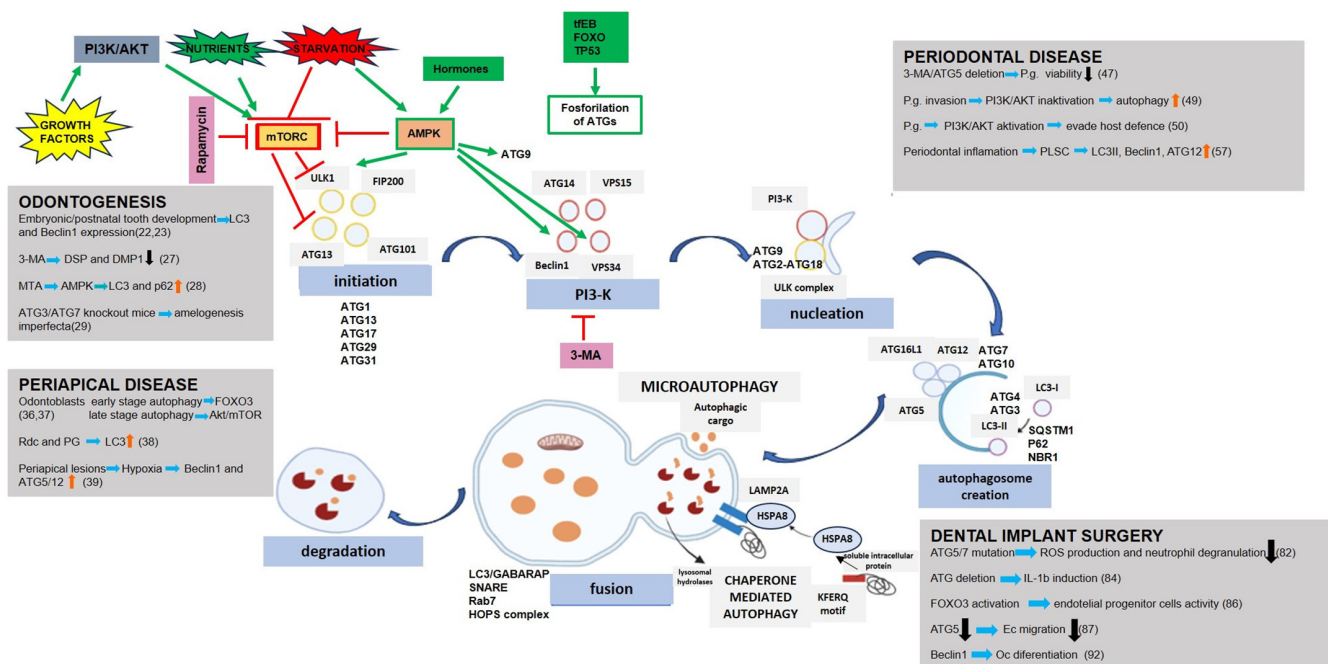 PI3K/AKT
NUTRIENTS
STARVATION
GROWTH
FACTORS
Rapamycin
mTORC
AMPK
Hormones
tfEB
FOXO
TP53
Fosforilation
of ATGs
ATG9
ULK1
FIP200
ATG13
ATG101
initiation
ATG1
ATG13
ATG17
ATG29
ATG31
ATG14
VPS15
Beclin1
VPS34
PI3-K
3-MA
PI3-K
ATG9
ATG2-ATG18
ULK complex
nucleation
PERIODONTAL DISEASE
3-MA/ATG5 deletion P.g. viability (47)
P.g. invasion PI3K/AKT inaktivation autophagy (49)
P.g. PI3K/AKT aktivation evade host defence (50)
Periodontal inflamation PLSC LC3II, Beclin1, ATG12 (57)
ODONTOGENESIS
Embryonic/postnatal tooth development LC3
and Beclin1 expression(22,23)
3-MA DSP and DMP1 (27)
MTA AMPK LC3 and p62 (28)
ATG3/ATG7 knockout mice amelogenesis
imperfecta(29)
PERIAPICAL DISEASE
Odontoblasts early stage autophagy FOXO3
(36,37) late stage autophagy Akt/mTOR
Rdc and PG LC3 (38)
Periapical lesions Hypoxia Beclin1 and
ATG5/12 (39)
ATG16L1
ATG12
ATG7
ATG10
ATG5
ATG4
ATG3
LC3-I
LC3-II
SQSTM1
P62
NBR1
autophagosome
creation
MICROAUTOPHAGY
Autophagic
cargo
LAMP2A
HSPA8
HSPA8
soluble intracellular
protein
lysosomal
hydrolases
CHAPERONE
MEDIATED
AUTOPHAGY
KFERQ
motif
fusion
LC3/GABARAP
SNARE
Rab7
HOPS complex
degradation
DENTAL IMPLANT SURGERY
ATG5/7 mutation ROS production and neutrophil degranulation (82)
ATG deletion IL-1b induction (84)
FOXO3 activation endotelial progenitor cells activity (86)
ATG5 Ec migration (87)
Beclin1 Oc diferentiation (92)